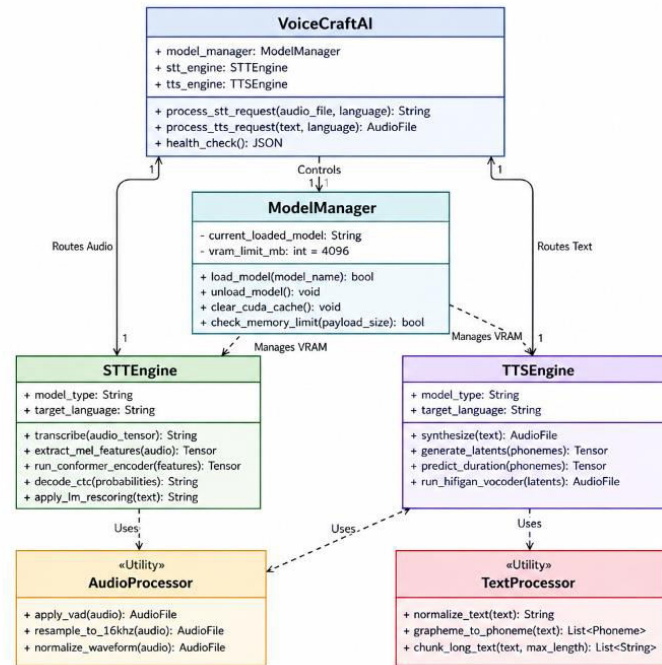 VoiceCraftAI
+ model_manager: ModelManager
+ stt_engine: STTEngine
+ tts_engine: TTSEngine
+ process_stt_request(audio_file, language): String
+ process_tts_request(text, language): AudioFile
+ health_check(): JSON
1
Controls
1
1, 1
ModelManager
- current_loaded_model: String
- vram_limit_mb: int = 4096
+ load_model(model_name): bool
+ unload_model(): void
+ clear_cuda_cache(): void
+ check_memory_limit(payload_size): bool
Routes Audio
Routes Text
1
Manages VRAM
Manages VRAM
1
STTEngine
+ model_type: String
+ target_language: String
+ transcribe(audio_tensor): String
+ extract_mel_features(audio): Tensor
+ run_conformer_encoder(features): Tensor
+ decode_ctc(probabilities): String
+ apply_lm_rescoring(text): String
TTSEngine
+ model_type: String
+ target_language: String
+ synthesize(text): AudioFile
+ generate_latents(phonemes): Tensor
+ predict_duration(phonemes): Tensor
+ run_hifigan_vocoder(latents): AudioFile
Uses
Uses
Uses
«Utility»
AudioProcessor
+ apply_vad(audio): AudioFile
+ resample_to_16khz(audio): AudioFile
+ normalize_waveform(audio): AudioFile
«Utility»
TextProcessor
+ normalize_text(text): String
+ grapheme_to_phoneme(text): List<Phoneme>
+ chunk_long_text(text, max_length): List<String>